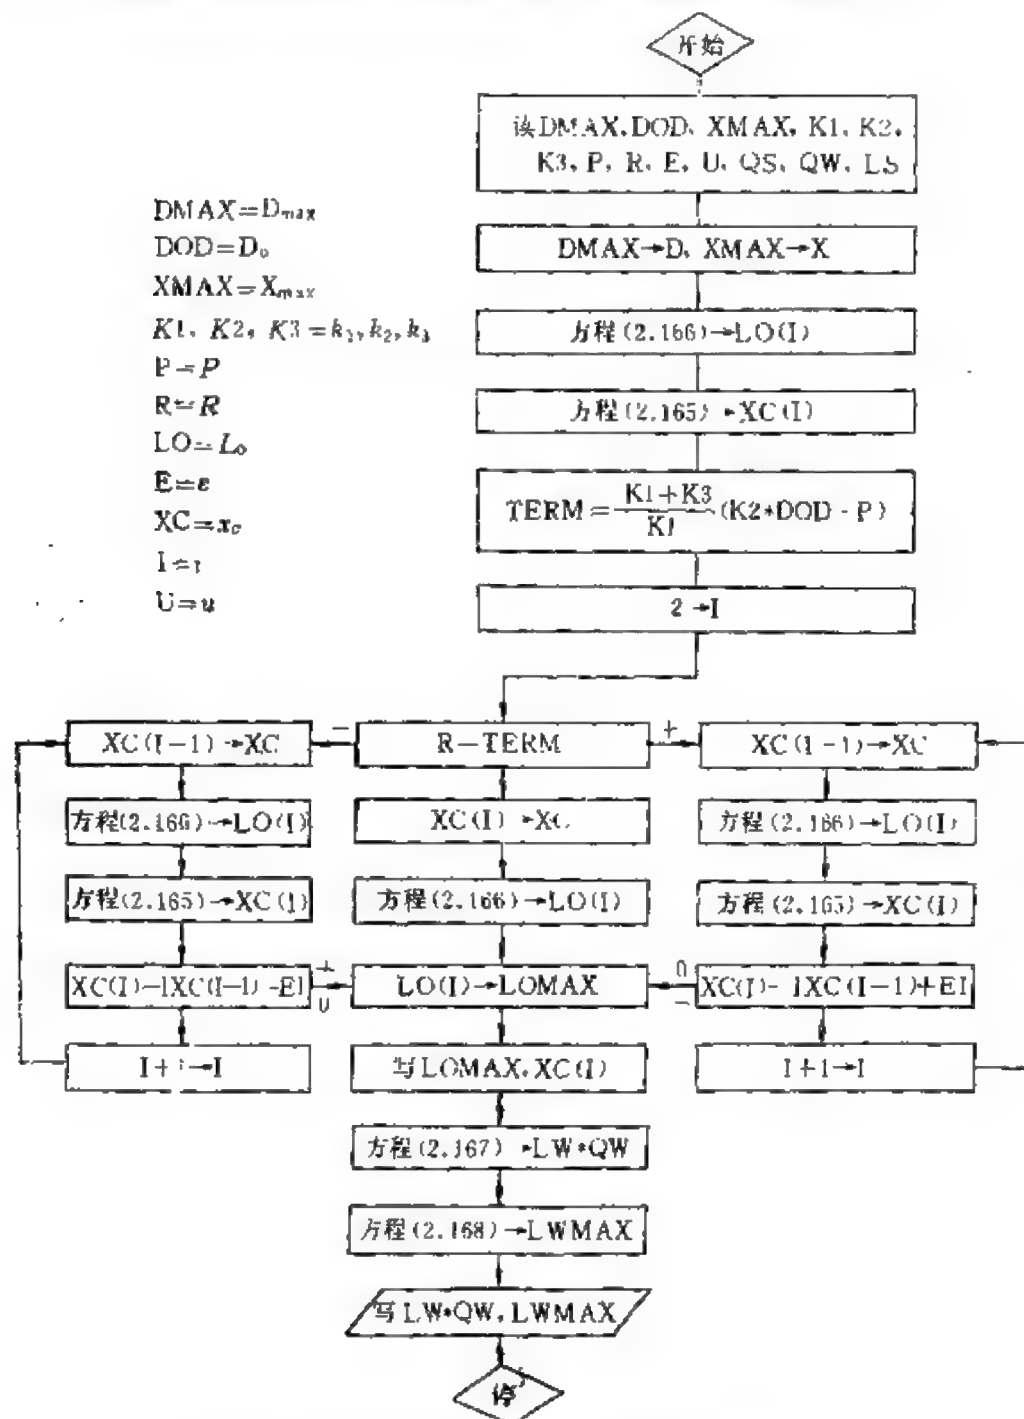 开始
读DMAX、DOD、XMAX，K1、K2，
K3，P，R，E，U，QS，QW，LS
DMAX=Dmax
DOD=D₀
XMAX=Xmax
K1，K2，K3=k₁,k₂,k₃
P=P
R=R
LO=L₀
E=ε
XC=x_c
I=i
U=u
DMAX→D、XMAX→X
方程(2.166)→LO(I)
方程(2.165)→XC(I)
TERM=(K1+K3)/K1(K2*DOD-P)
2→I
XC(I-1)→XC
−
R-TERM
+
XC(I-1)→XC
方程(2.166)→LO(I)
XC(I)→XC
方程(2.166)→LO(I)
方程(2.165)→XC(I)
方程(2.166)→LO(I)
方程(2.165)→XC(I)
XC(I)-|XC(I-1)-E|
+
0
LO(I)→LOMAX
0
−
XC(I)-|XC(I-1)+E|
I+1→I
写LOMAX，XC(I)
I+1→I
方程(2.167)→LW*QW
方程(2.168)→LWMAX
写LW*QW，LWMAX
停